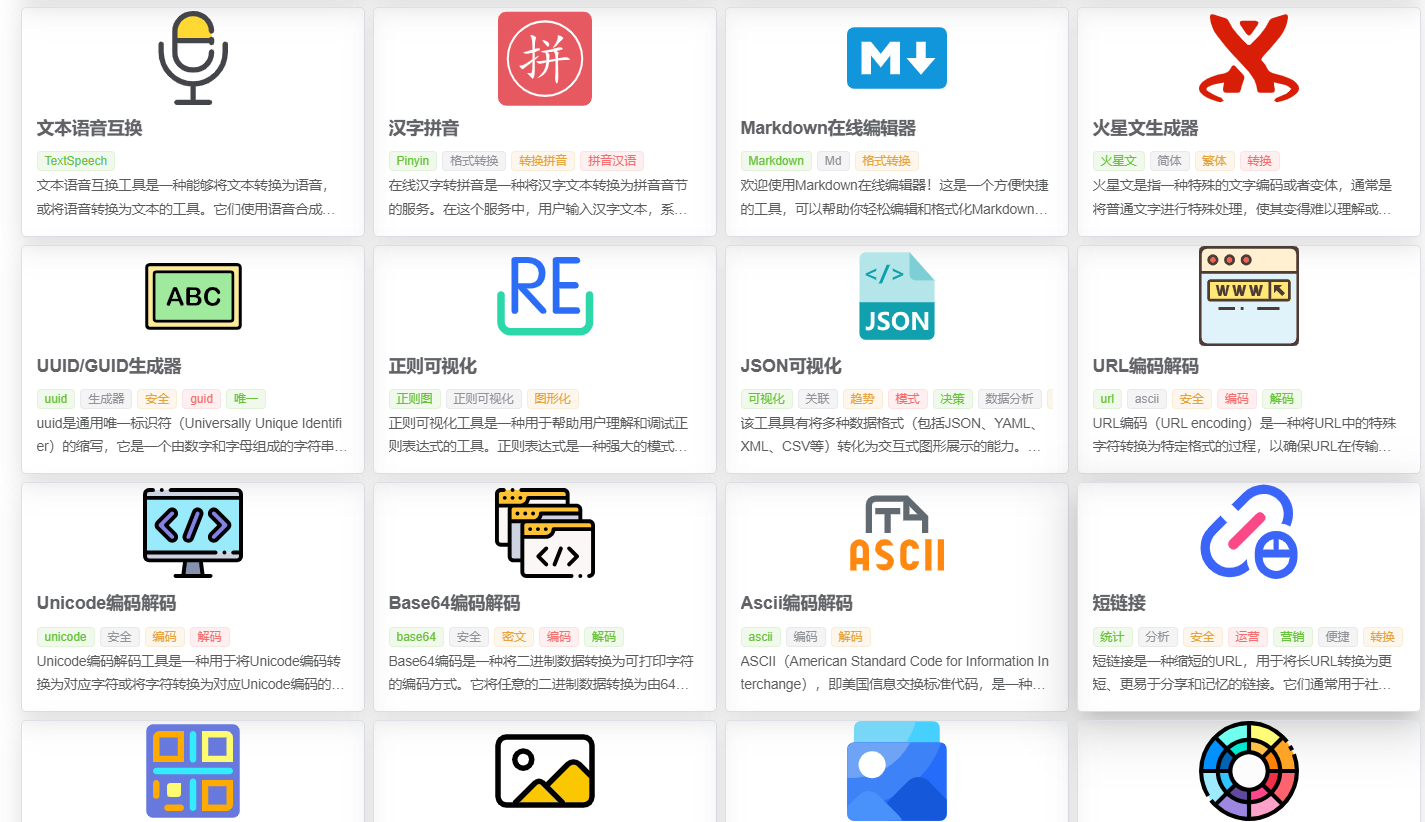 拼
M
文本语音互换
TextSpeech
文本语音互换工具是一种能够将文本转换为语音,
或将语音转换为文本的工具。它们使用语音合成...
汉字拼音
Pinyin 格式转换 转换拼音 拼音汉语
在线汉字转拼音是一种将汉字文本转换为拼音音节
的服务。在这个服务中，用户输入汉字文本，系...
Markdown在线编辑器
Markdown Md 格式转换
欢迎使用Markdown在线编辑器！这是一个方便快捷
的工具，可以帮助你轻松编辑和格式化Markdown...
火星文生成器
火星文 简体 繁体 转换
火星文是指一种特殊的文字编码或者变体，通常是
将普通文字进行特殊处理，使其变得难以理解或...
ABC
UUID/GUID生成器
uuid 生成器 安全 guid 唯一
uuid是通用唯一标识符（Universally Unique Identifi
er）的缩写，它是一个由数字和字母组成的字符串...
RE
正则可视化
正则图 正则可视化 图形化
正则可视化工具是一种用于帮助用户理解和调试正
则表达式的工具。正则表达式是一种强大的模式...
</>
JSON
JSON可视化
可视化 关联 趋势 模式 决策 数据分析
该工具具有将多种数据格式（包括JSON、YAML、
XML、CSV等）转化为交互式图形展示的能力。...
WWW
URL编码解码
url ascii 安全 编码 解码
URL编码（URL encoding）是一种将URL中的特殊
字符转换为特定格式的过程，以确保URL在传输...
</>
Unicode编码解码
unicode 安全 编码 解码
Unicode编码解码工具是一种用于将Unicode编码转
换为对应字符或将字符转换为对应Unicode编码的...
</>
Base64编码解码
base64 安全 密文 编码 解码
Base64编码是一种将二进制数据转换为可打印字符
的编码方式。它将任意的二进制数据转换为由64...
T
ASCII
Ascii编码解码
ascii 编码 解码
ASCII（American Standard Code for Information In
terchange），即美国信息交换标准代码，是一种...
短链接
统计 分析 安全 运营 营销 便捷 转换
短链接是一种缩短的URL，用于将长URL转换为更
短、更易于分享和记忆的链接。它们通常用于社...